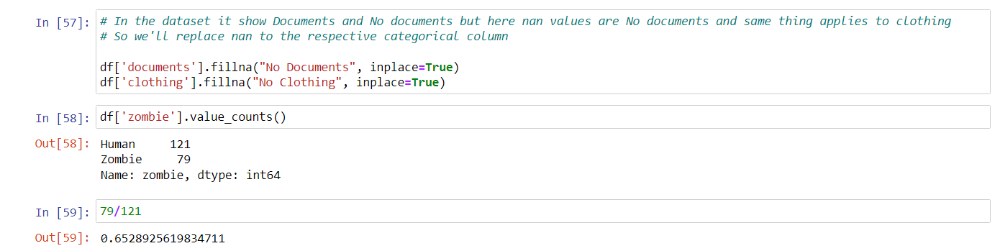 In [57]: # In the dataset it show Documents and No documents but here nan values are No documents and same thing applies to clothing
# So we'll replace nan to the respective categorical column
df['documents'].fillna("No Documents", inplace=True)
df['clothing'].fillna("No Clothing", inplace=True)
In [58]: df['zombie'].value_counts()
Out[58]: Human 121
Zombie 79
Name: zombie, dtype: int64
In [59]: 79/121
Out[59]: 0.6528925619834711